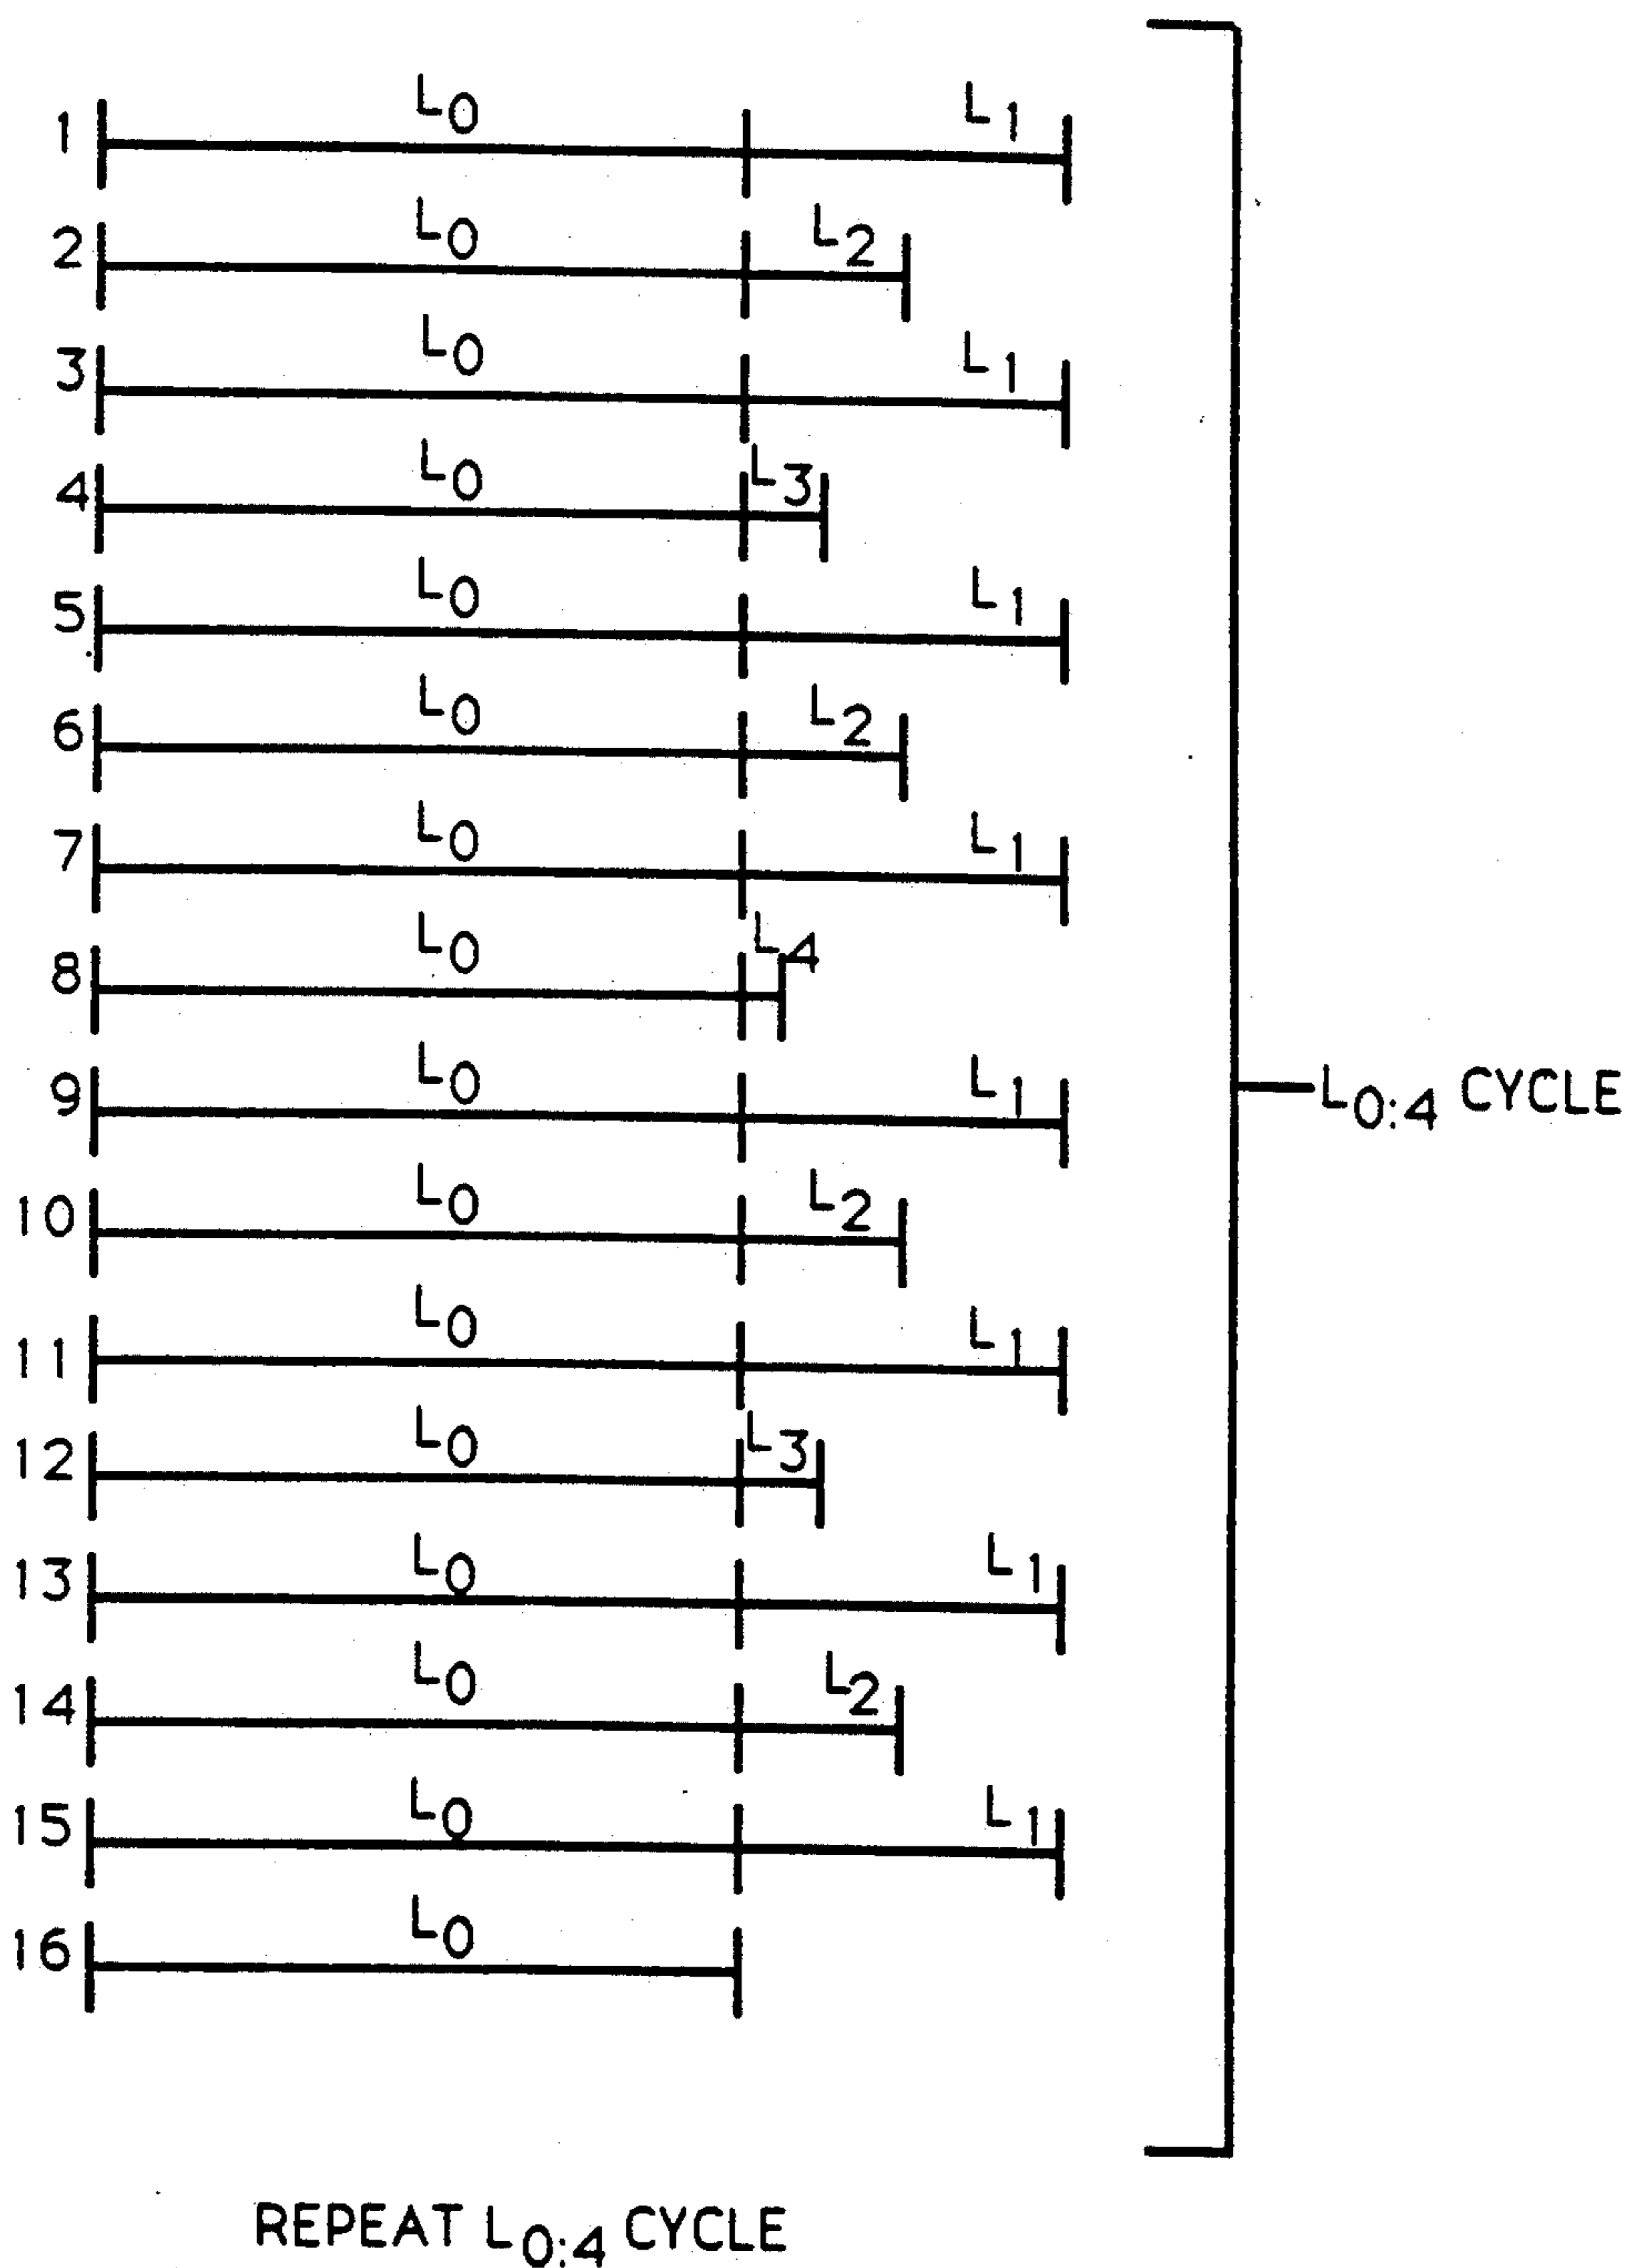 1 L0 L1
2 L0 L2
3 L0 L1
4 L0 L3
5 L0 L1
6 L0 L2
7 L0 L1
8 L0 L4
9 L0 L1
L0:4 CYCLE
10 L0 L2
11 L0 L1
12 L0 L3
13 L0 L1
14 L0 L2
15 L0 L1
16 L0
REPEAT L0:4 CYCLE